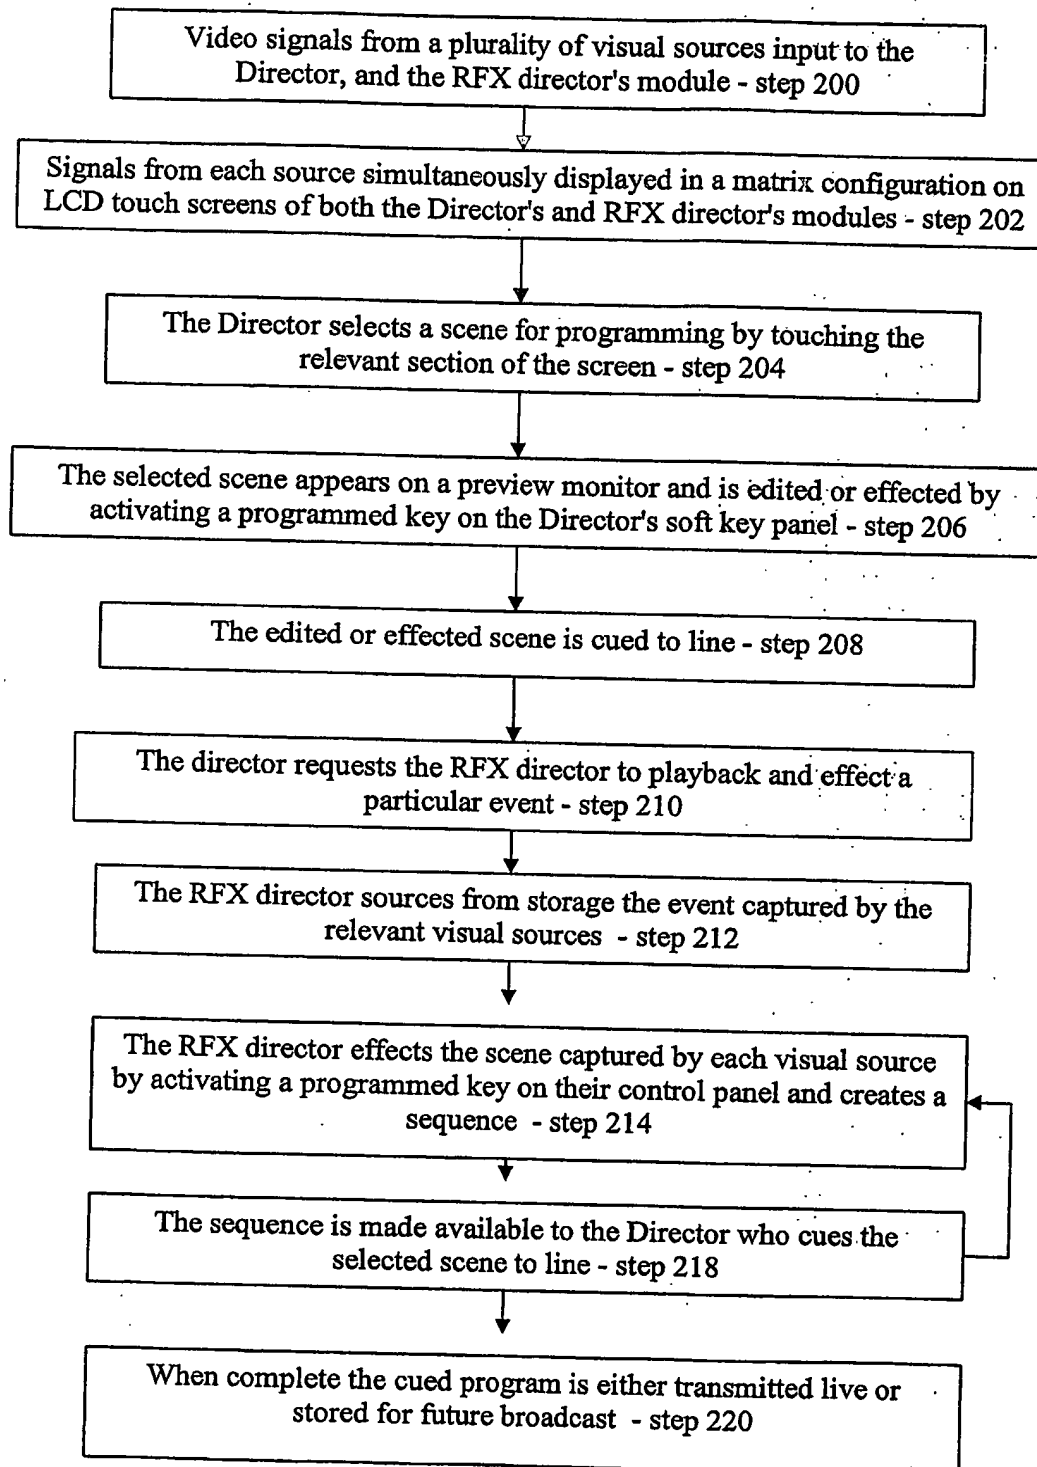 Video signals from a plurality of visual sources input to the
Director, and the RFX director's module - step 200
Signals from each source simultaneously displayed in a matrix configuration on
LCD touch screens of both the Director's and RFX director's modules - step 202
The Director selects a scene for programming by touching the
relevant section of the screen - step 204
The selected scene appears on a preview monitor and is edited or effected by
activating a programmed key on the Director's soft key panel - step 206
The edited or effected scene is cued to line - step 208
The director requests the RFX director to playback and effect a
particular event - step 210
The RFX director sources from storage the event captured by the
relevant visual sources - step 212
The RFX director effects the scene captured by each visual source
by activating a programmed key on their control panel and creates a
sequence - step 214
The sequence is made available to the Director who cues the
selected scene to line - step 218
When complete the cued program is either transmitted live or
stored for future broadcast - step 220